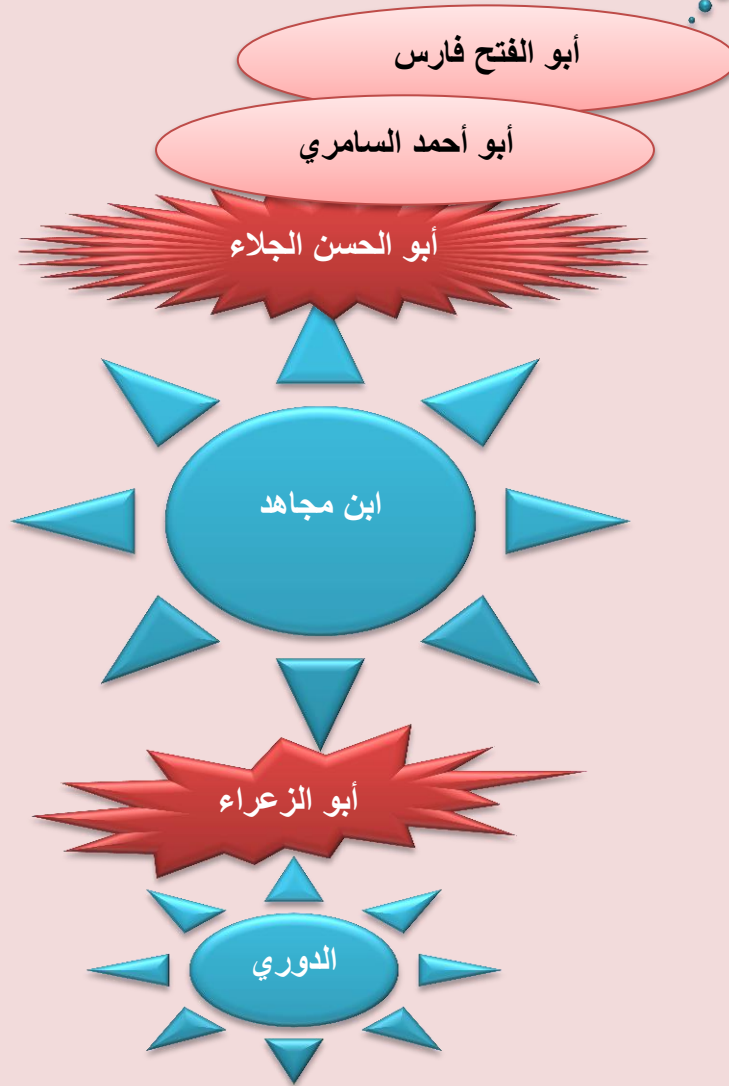 أبو الفتح فارس
أبو أحمد السامري
أبو الحسن الجلاء
ابن مجاهد
أبو الزعراء
الدوري